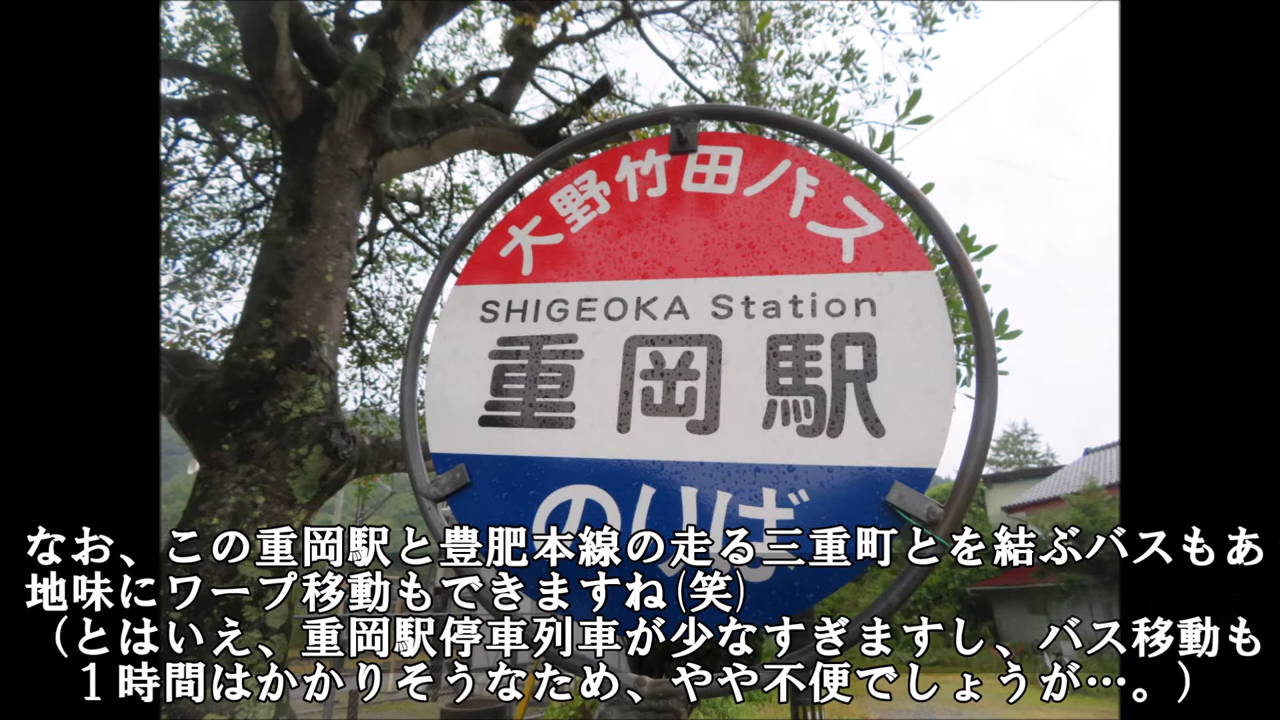 大野竹田バス
SHIGEOKA Station
重岡駅
のりば
なお、この重岡駅と豊肥本線の走る三重町とを結ぶバスもあ
地味にワープ移動もできますね(笑)
（とはいえ、重岡駅停車列車が少なすぎますし、バス移動も
１時間はかかりそうなため、やや不便でしょうが…。）